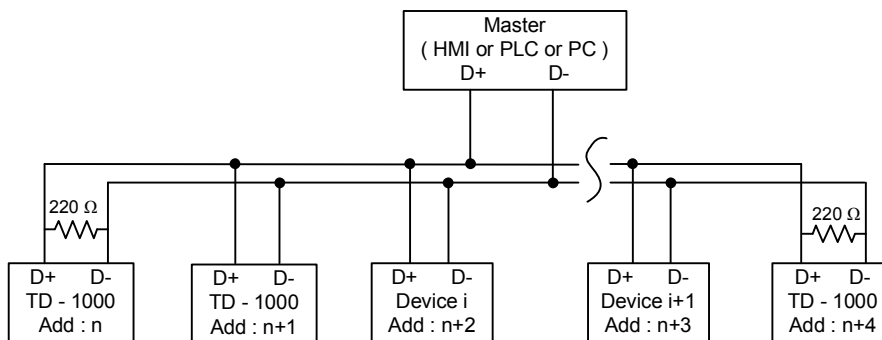 Master
( HMI or PLC or PC )
D+ D-
220 Ω 220 Ω
D+ D- D+ D- D+ D- D+ D- D+ D-
TD - 1000 TD - 1000 Device i Device i+1 TD - 1000
Add : n Add : n+1 Add : n+2 Add : n+3 Add : n+4